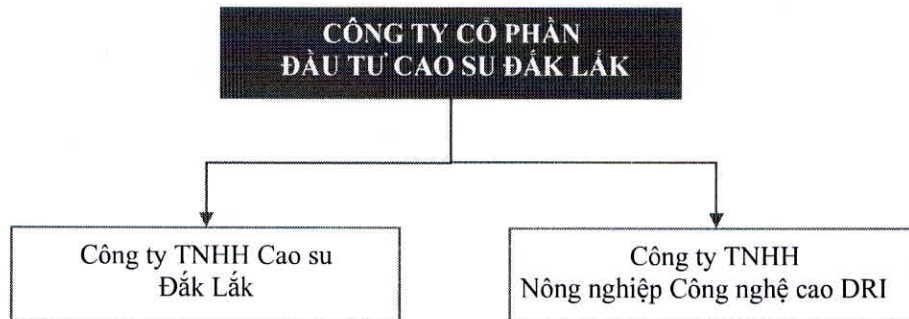 CÔNG TY CỔ PHẦN
ĐẦU TƯ CAO SU ĐẮK LẮK
Công ty TNHH Cao su
Đắk Lắk
Công ty TNHH
Nông nghiệp Công nghệ cao DRI